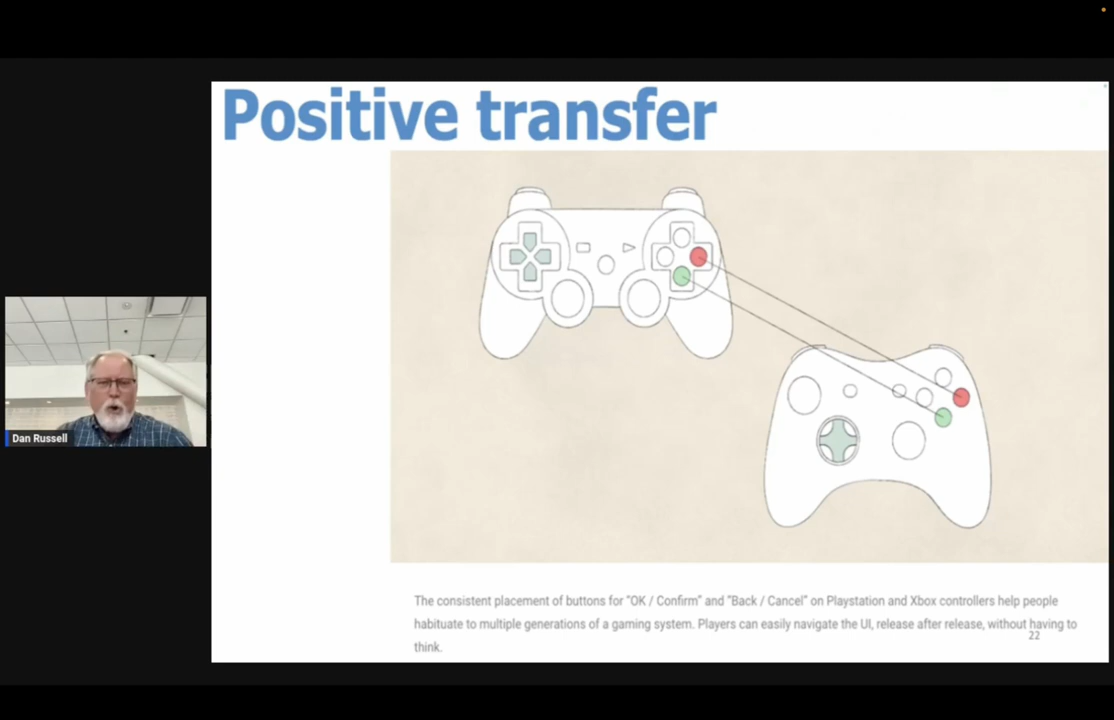 Positive transfer
Dan Russell
The consistent placement of buttons for “OK / Confirm” and “Back / Cancel” on Playstation and Xbox controllers help people
habituate to multiple generations of a gaming system. Players can easily navigate the UI, release after release, without having to
think.
22